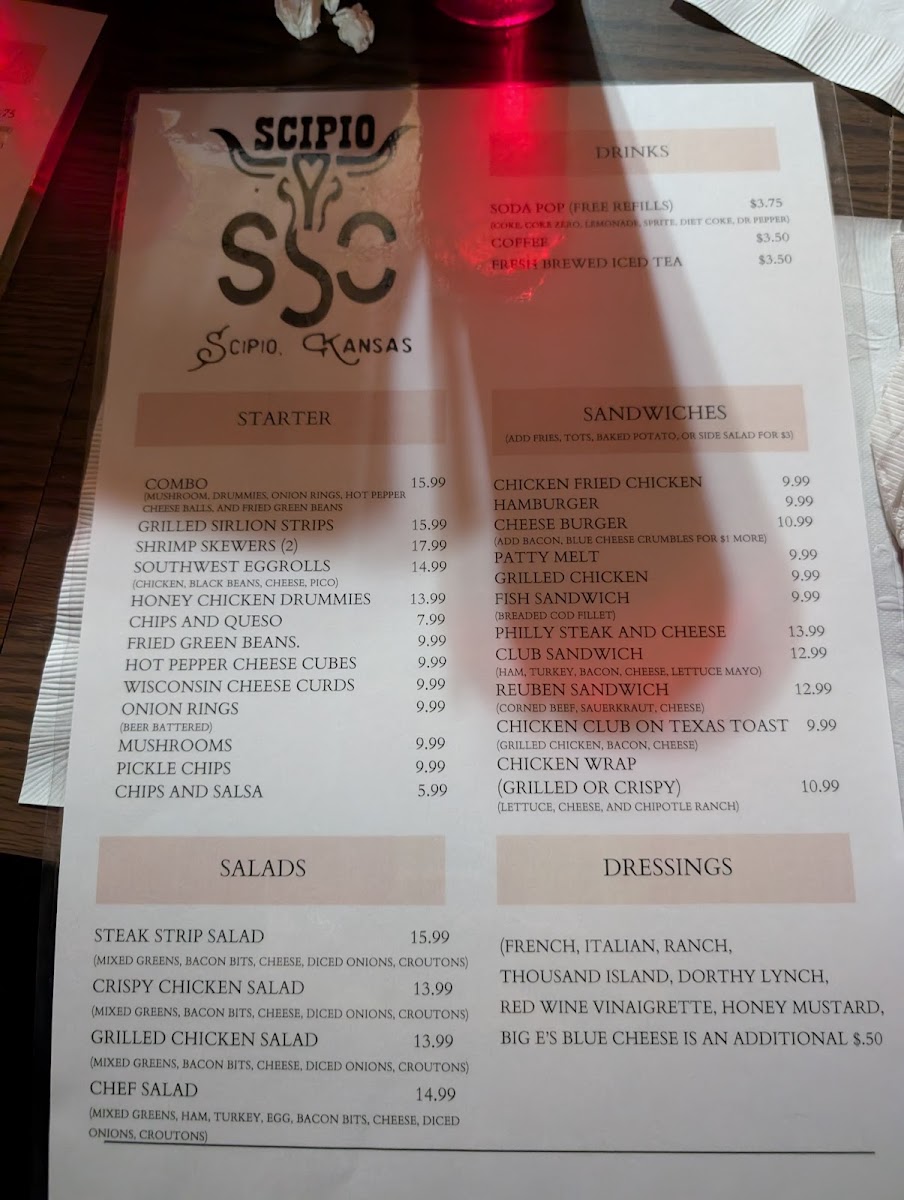 SCIPIO
SSC
SCIPIO, KANSAS
DRINKS
SODA POP (FREE REFILLS) $3.75
(COKE, COKE ZERO, LEMONADE, SPRITE, DIET COKE, DR PEPPER)
COFFEE $3.50
FRESH BREWED ICED TEA $3.50
STARTER
COMBO 15.99
(MUSHROOM, DRUMMIES, ONION RINGS, HOT PEPPER
CHEESE BALLS, AND FRIED GREEN BEANS
GRILLED SIRLION STRIPS 15.99
SHRIMP SKEWERS (2) 17.99
SOUTHWEST EGGROLLS 14.99
(CHICKEN, BLACK BEANS, CHEESE, PICO)
HONEY CHICKEN DRUMMIES 13.99
CHIPS AND QUESO 7.99
FRIED GREEN BEANS. 9.99
HOT PEPPER CHEESE CUBES 9.99
WISCONSIN CHEESE CURDS 9.99
ONION RINGS 9.99
(BEER BATTERED)
MUSHROOMS 9.99
PICKLE CHIPS 9.99
CHIPS AND SALSA 5.99
SANDWICHES
(ADD FRIES, TOTS, BAKED POTATO, OR SIDE SALAD FOR $3)
CHICKEN FRIED CHICKEN 9.99
HAMBURGER 9.99
CHEESE BURGER 10.99
(ADD BACON, BLUE CHEESE CRUMBLES FOR $1 MORE)
PATTY MELT 9.99
GRILLED CHICKEN 9.99
FISH SANDWICH 9.99
(BREADED COD FILLET)
PHILLY STEAK AND CHEESE 13.99
CLUB SANDWICH 12.99
(HAM, TURKEY, BACON, CHEESE, LETTUCE MAYO)
REUBEN SANDWICH 12.99
(CORNED BEEF, SAUERKRAUT, CHEESE)
CHICKEN CLUB ON TEXAS TOAST 9.99
(GRILLED CHICKEN, BACON, CHEESE)
CHICKEN WRAP
(GRILLED OR CRISPY) 10.99
(LETTUCE, CHEESE, AND CHIPOTLE RANCH)
SALADS
STEAK STRIP SALAD 15.99
(MIXED GREENS, BACON BITS, CHEESE, DICED ONIONS, CROUTONS)
CRISPY CHICKEN SALAD 13.99
(MIXED GREENS, BACON BITS, CHEESE, DICED ONIONS, CROUTONS)
GRILLED CHICKEN SALAD 13.99
(MIXED GREENS, BACON BITS, CHEESE, DICED ONIONS, CROUTONS)
CHEF SALAD 14.99
(MIXED GREENS, HAM, TURKEY, EGG, BACON BITS, CHEESE, DICED
ONIONS, CROUTONS)
DRESSINGS
(FRENCH, ITALIAN, RANCH,
THOUSAND ISLAND, DORTHY LYNCH,
RED WINE VINAIGRETTE, HONEY MUSTARD,
BIG E'S BLUE CHEESE IS AN ADDITIONAL $.50